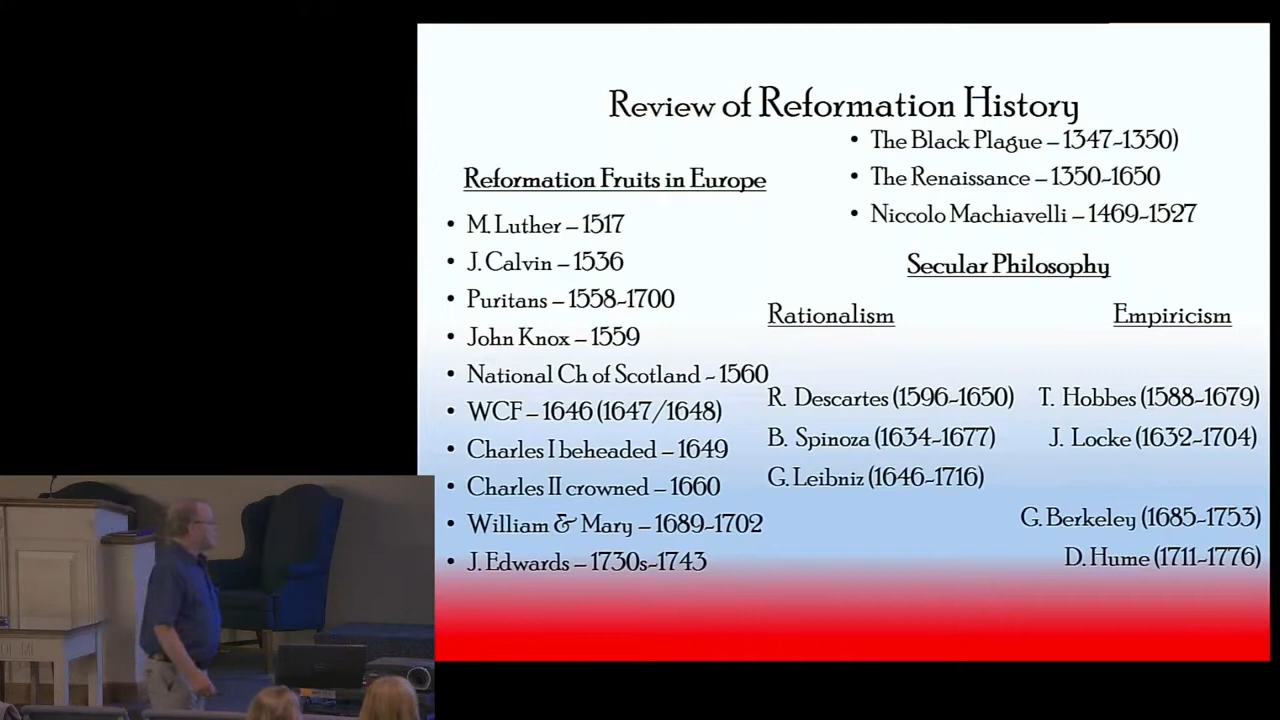 Review of Reformation History
• The Black Plague – 1347-1350)
• The Renaissance – 1350-1650
• Niccolo Machiavelli – 1469-1527
Reformation Fruits in Europe
• M. Luther – 1517
• J. Calvin – 1536
• Puritans – 1558-1700
• John Knox – 1559
• National Ch of Scotland - 1560
• WCF – 1646 (1647/1648)
• Charles I beheaded – 1649
• Charles II crowned – 1660
• William & Mary – 1689-1702
• J. Edwards – 1730s-1743
Secular Philosophy
Rationalism
R. Descartes (1596-1650)
B. Spinoza (1634-1677)
G. Leibniz (1646-1716)
Empiricism
T. Hobbes (1588-1679)
J. Locke (1632-1704)
G. Berkeley (1685-1753)
D. Hume (1711-1776)
OF ME